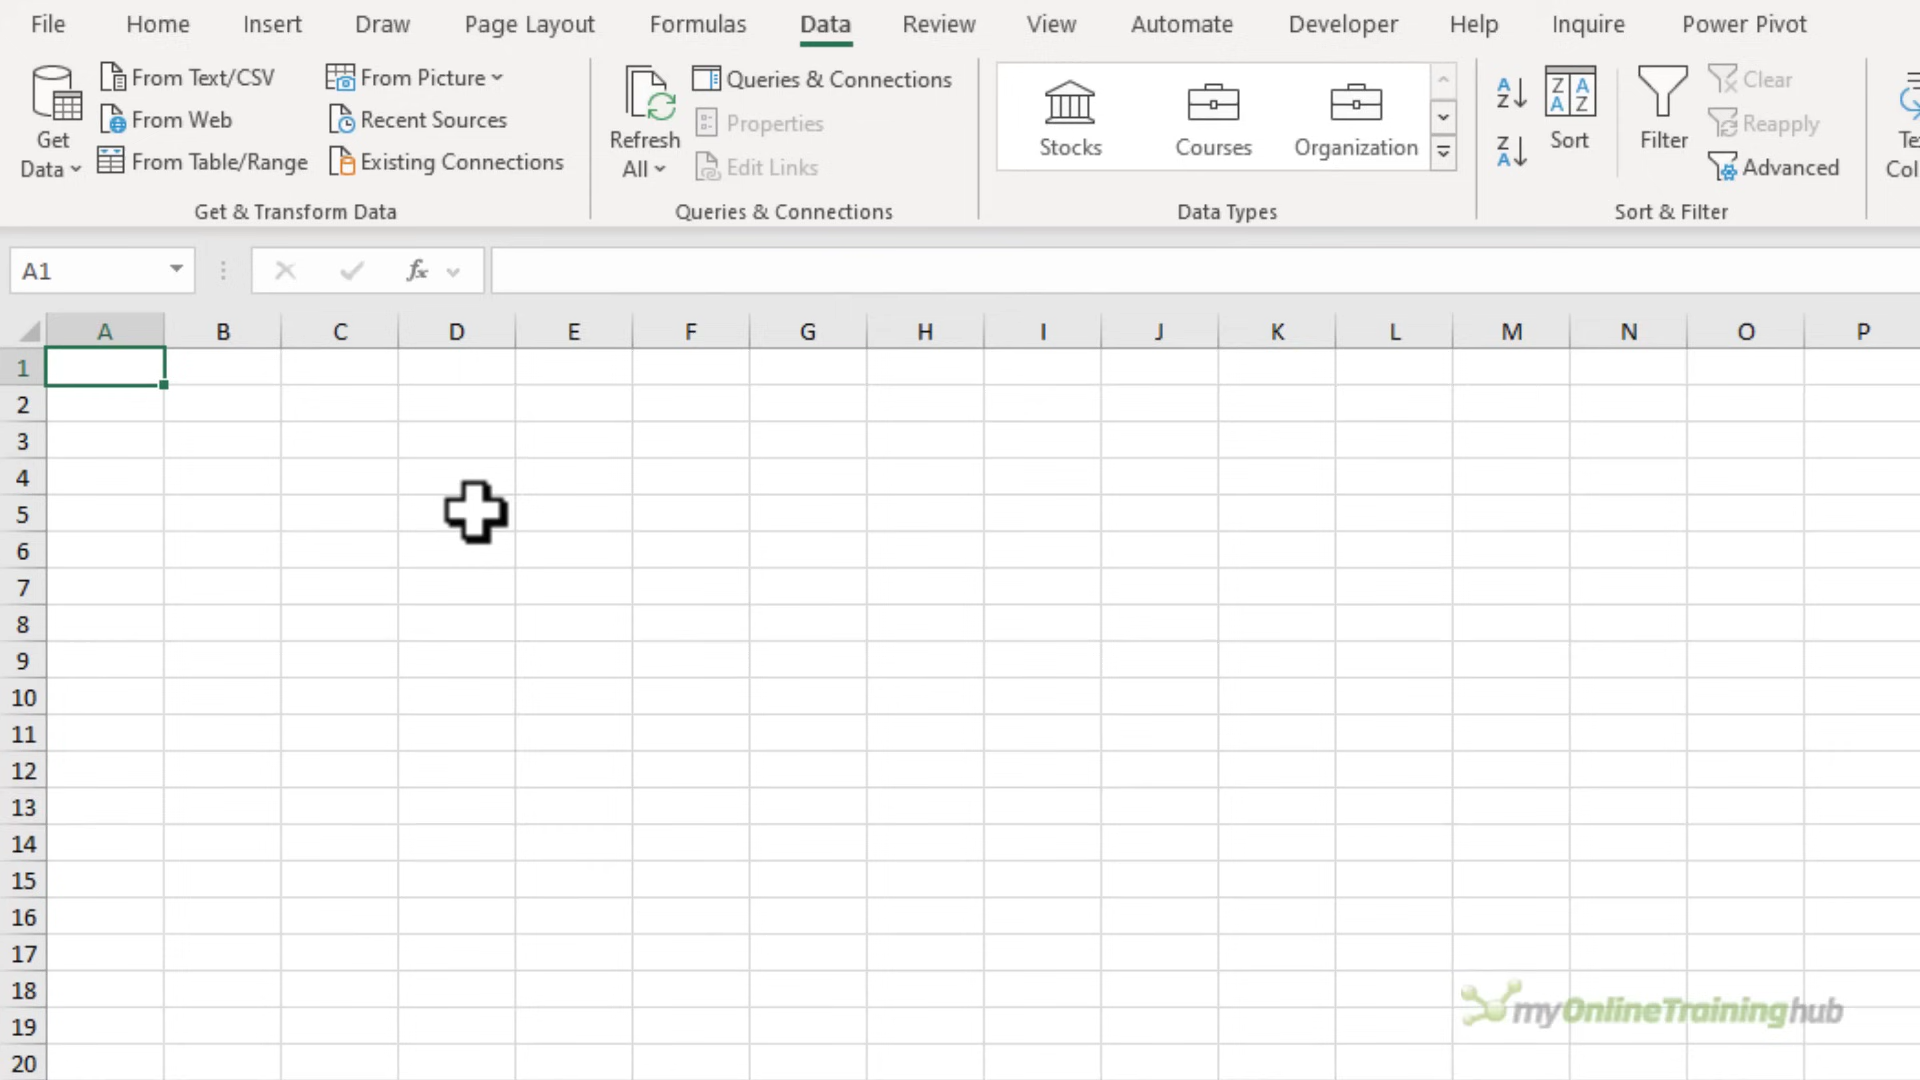 File Home Insert Draw Page Layout Formulas Data Review View Automate Developer Help Inquire Power Pivot
Get
Data
From Text/CSV
From Web
From Table/Range
From Picture
Recent Sources
Existing Connections
Get & Transform Data
Refresh
All
Queries & Connections
Properties
Edit Links
Queries & Connections
Stocks Courses Organization
Data Types
A
Z
Z
A
Z A
A Z
Sort
Filter
Clear
Reapply
Advanced
Sort & Filter
A1
fx
A B C D E F G H I J K L M N O P
1
2
3
4
5
6
7
8
9
10
11
12
13
14
15
16
17
18
19
20
myOnlineTraininghub